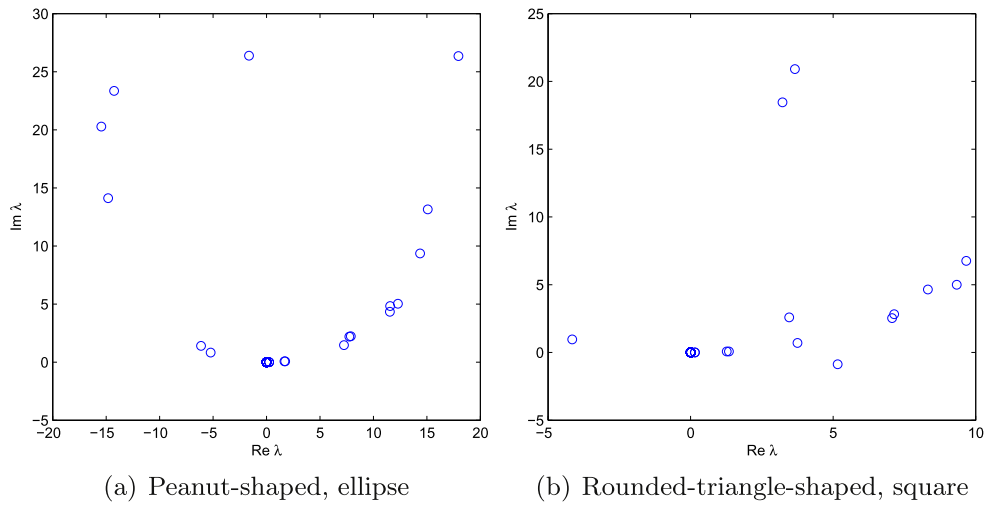 30
25
20
15
10
5
0
−5
−20 −15 −10 −5 0 5 10 15 20
Im λ
Re λ
(a) Peanut-shaped, ellipse
25
20
15
10
5
0
−5
−5 0 5 10
Im λ
Re λ
(b) Rounded-triangle-shaped, square